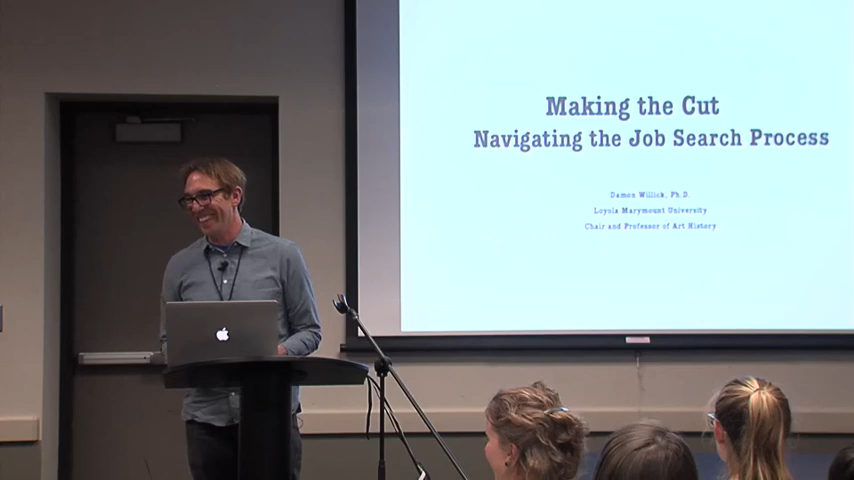 Making the Cut
Navigating the Job Search Process
Damon Willick, Ph.D.
Loyola Marymount University
Chair and Professor of Art History